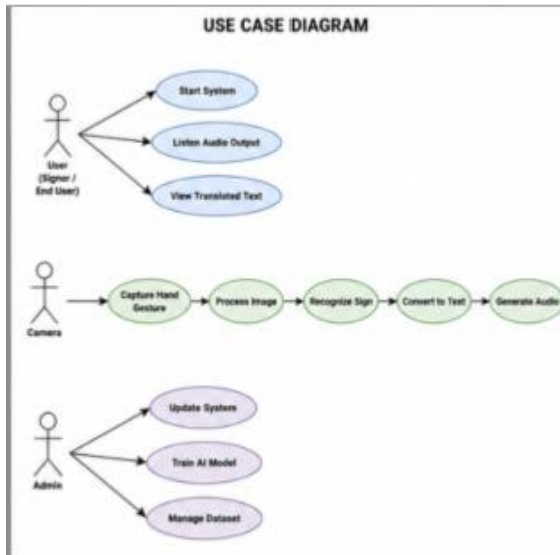 USE CASE DIAGRAM
Start System
Listen Audio Output
View Translated Text
User
(Signer /
End User)
Capture Hand
Gesture
Process Image
Recognize Sign
Convert to Text
Generate Audio
Camera
Update System
Train AI Model
Manage Dataset
Admin